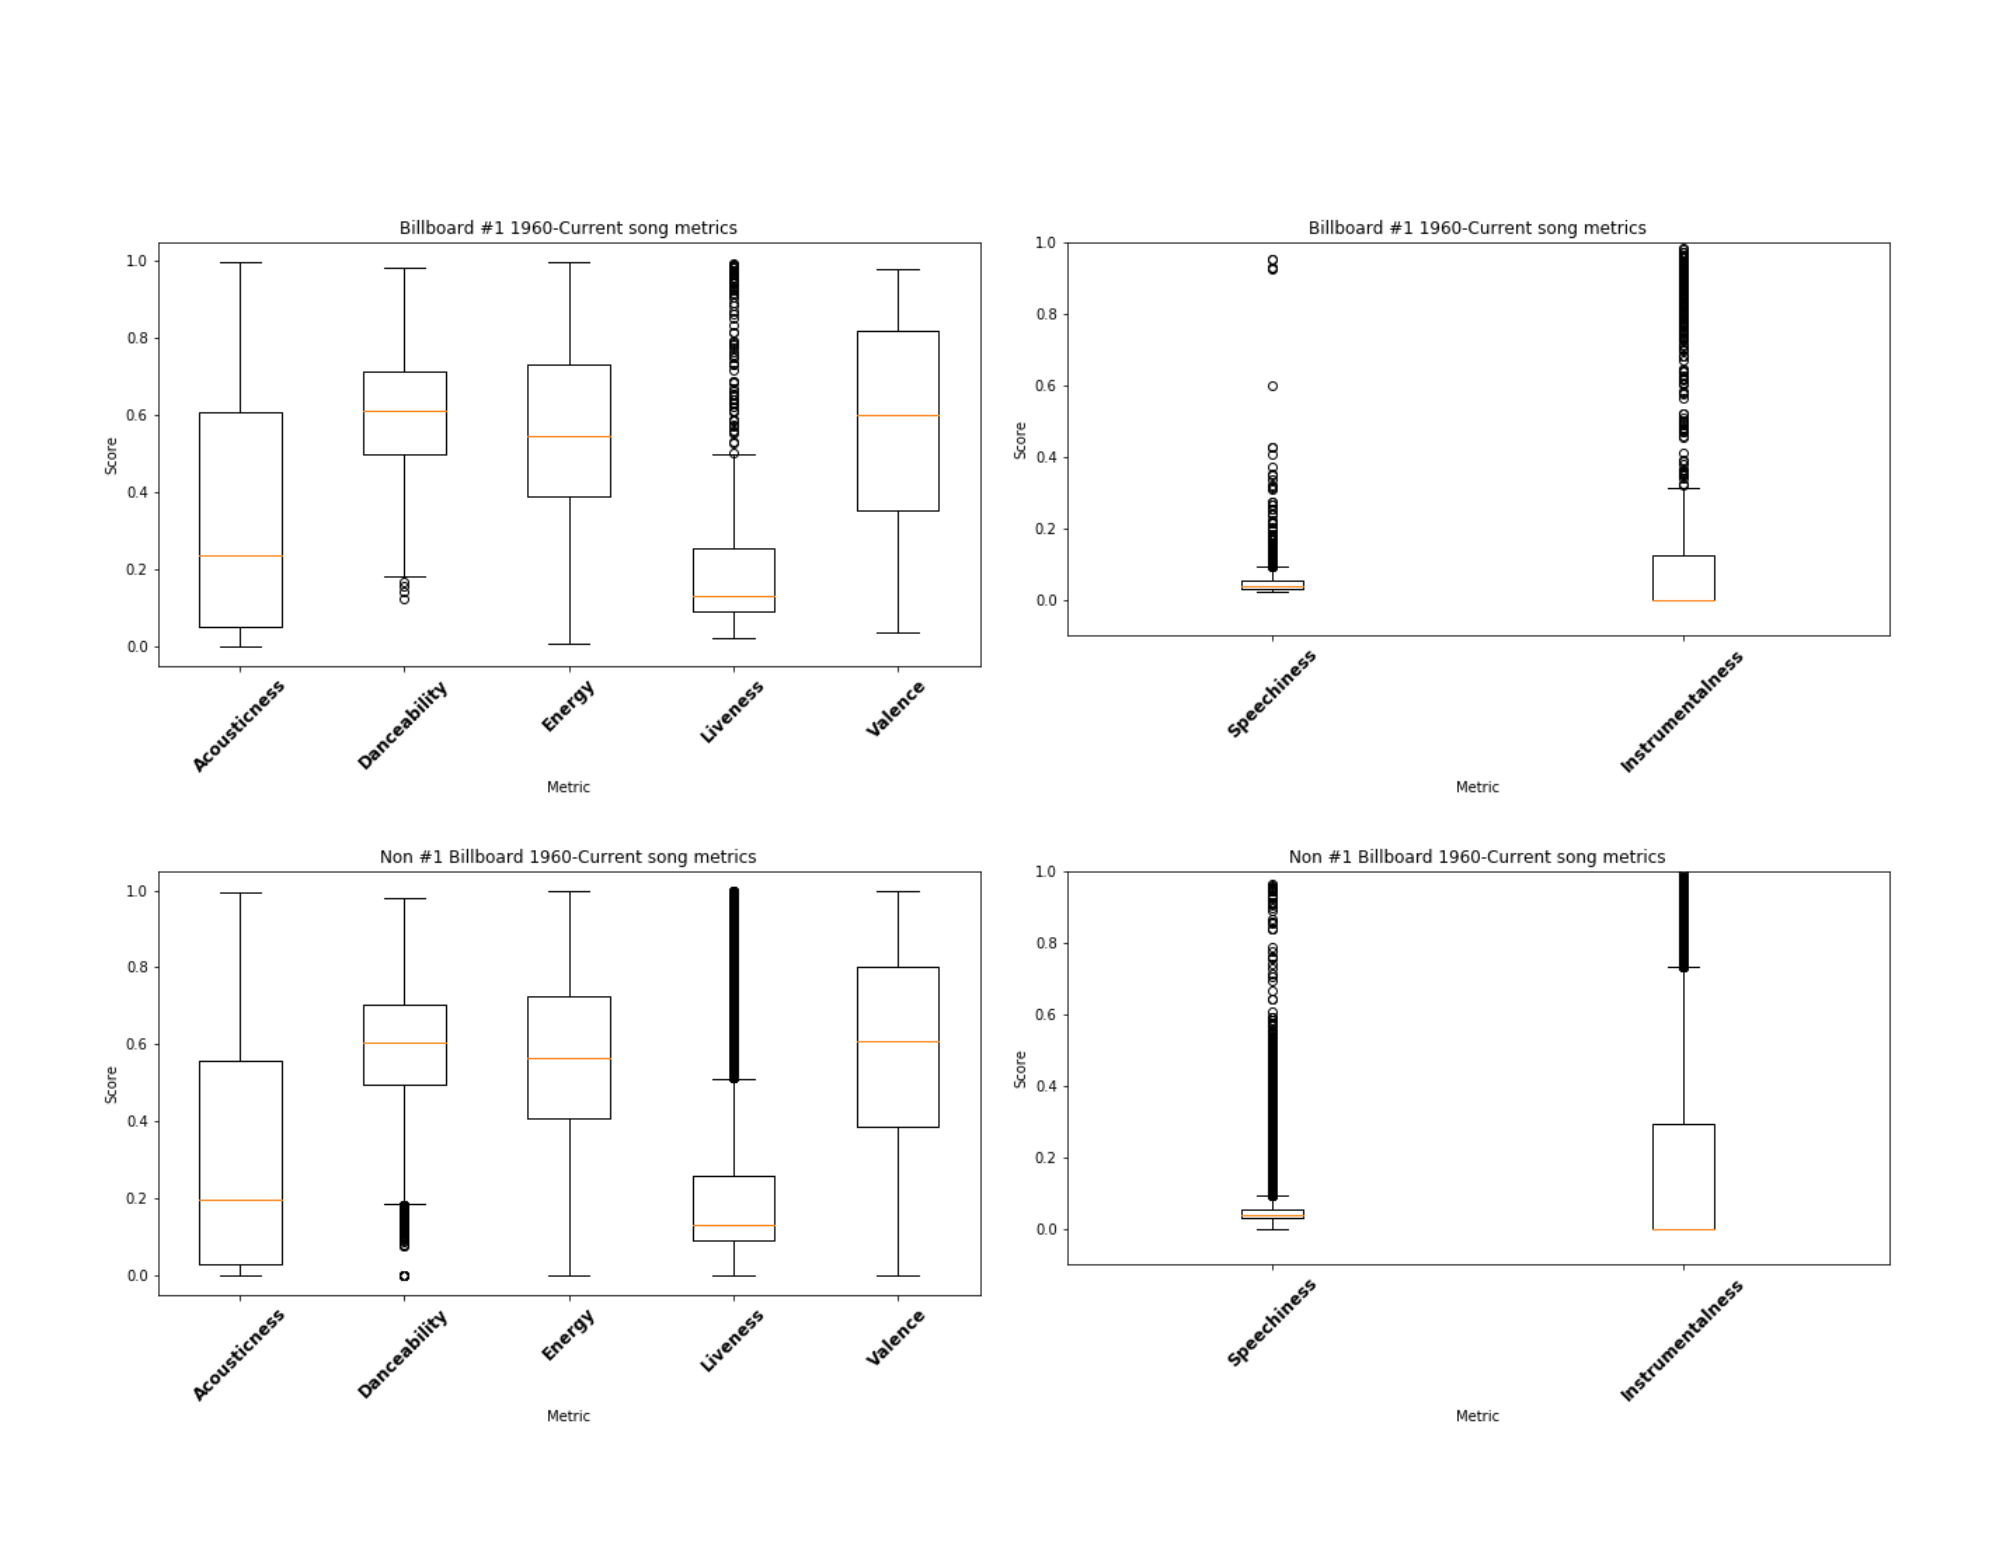 Billboard #1 1960-Current song metrics
1.0
0.8
0.6
0.4
0.2
0.0
Score
Acousticness
Danceability
Energy
Liveness
Valence
Metric
Billboard #1 1960-Current song metrics
1.0
0.8
0.6
0.4
0.2
0.0
Score
Speechiness
Instrumentalness
Metric
Non #1 Billboard 1960-Current song metrics
1.0
0.8
0.6
0.4
0.2
0.0
Score
Acousticness
Danceability
Energy
Liveness
Valence
Metric
Non #1 Billboard 1960-Current song metrics
1.0
0.8
0.6
0.4
0.2
0.0
Score
Speechiness
Instrumentalness
Metric